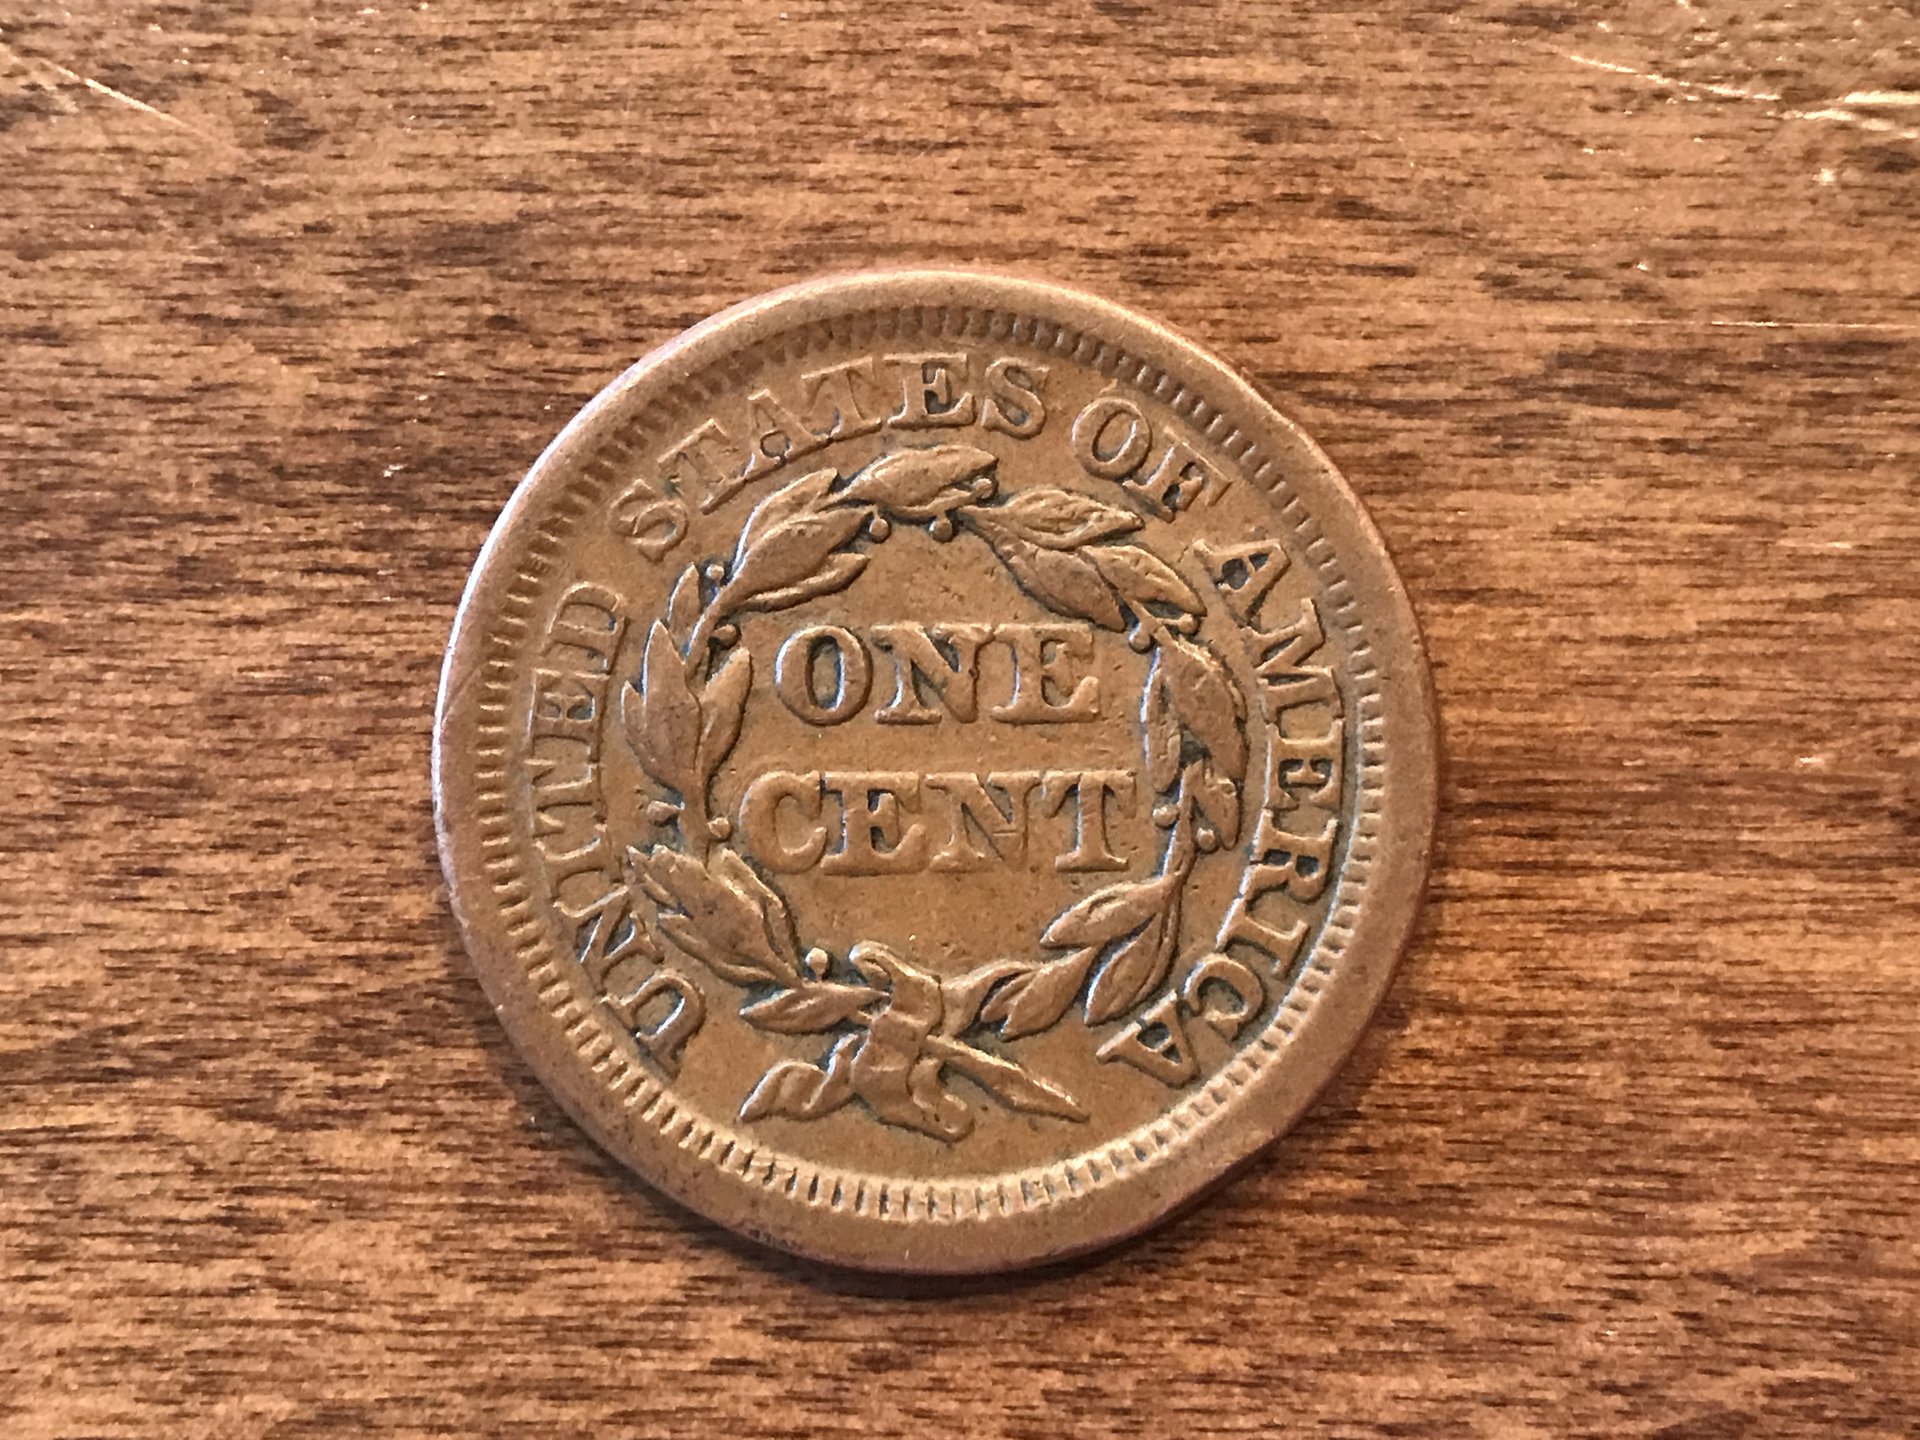 UNITED STATES OF AMERICA
ONE
CENT